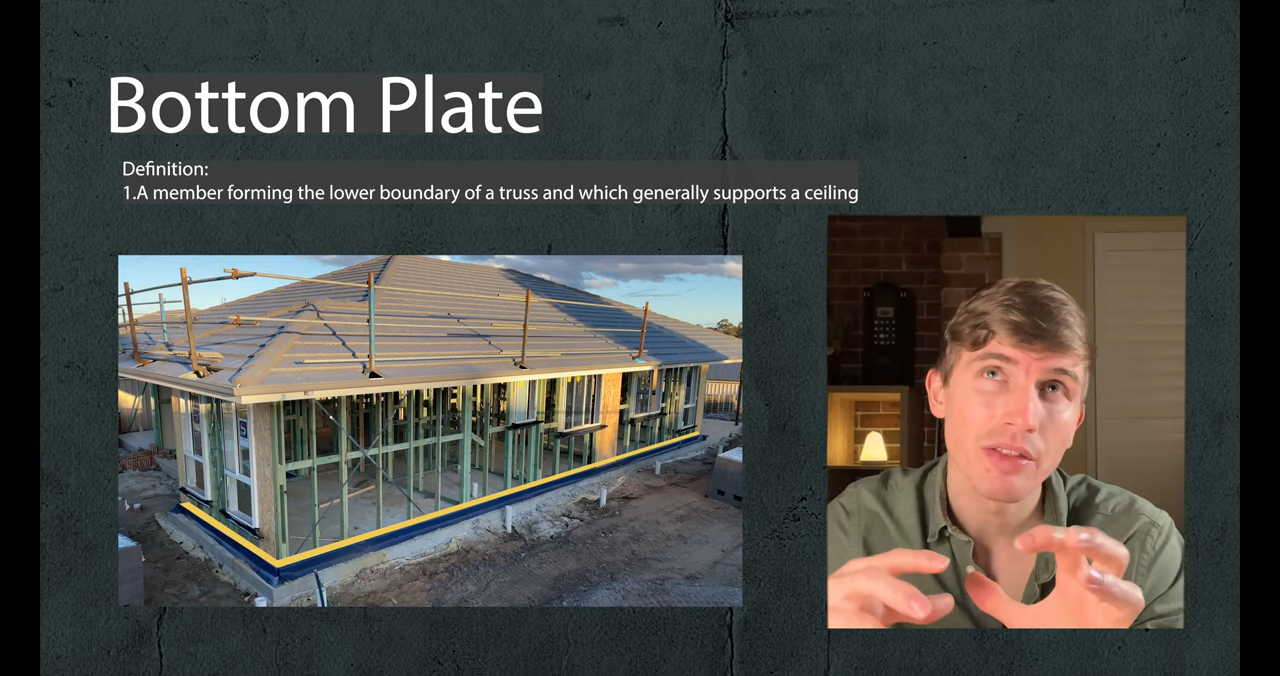 Bottom Plate
Definition:
1.A member forming the lower boundary of a truss and which generally supports a ceiling